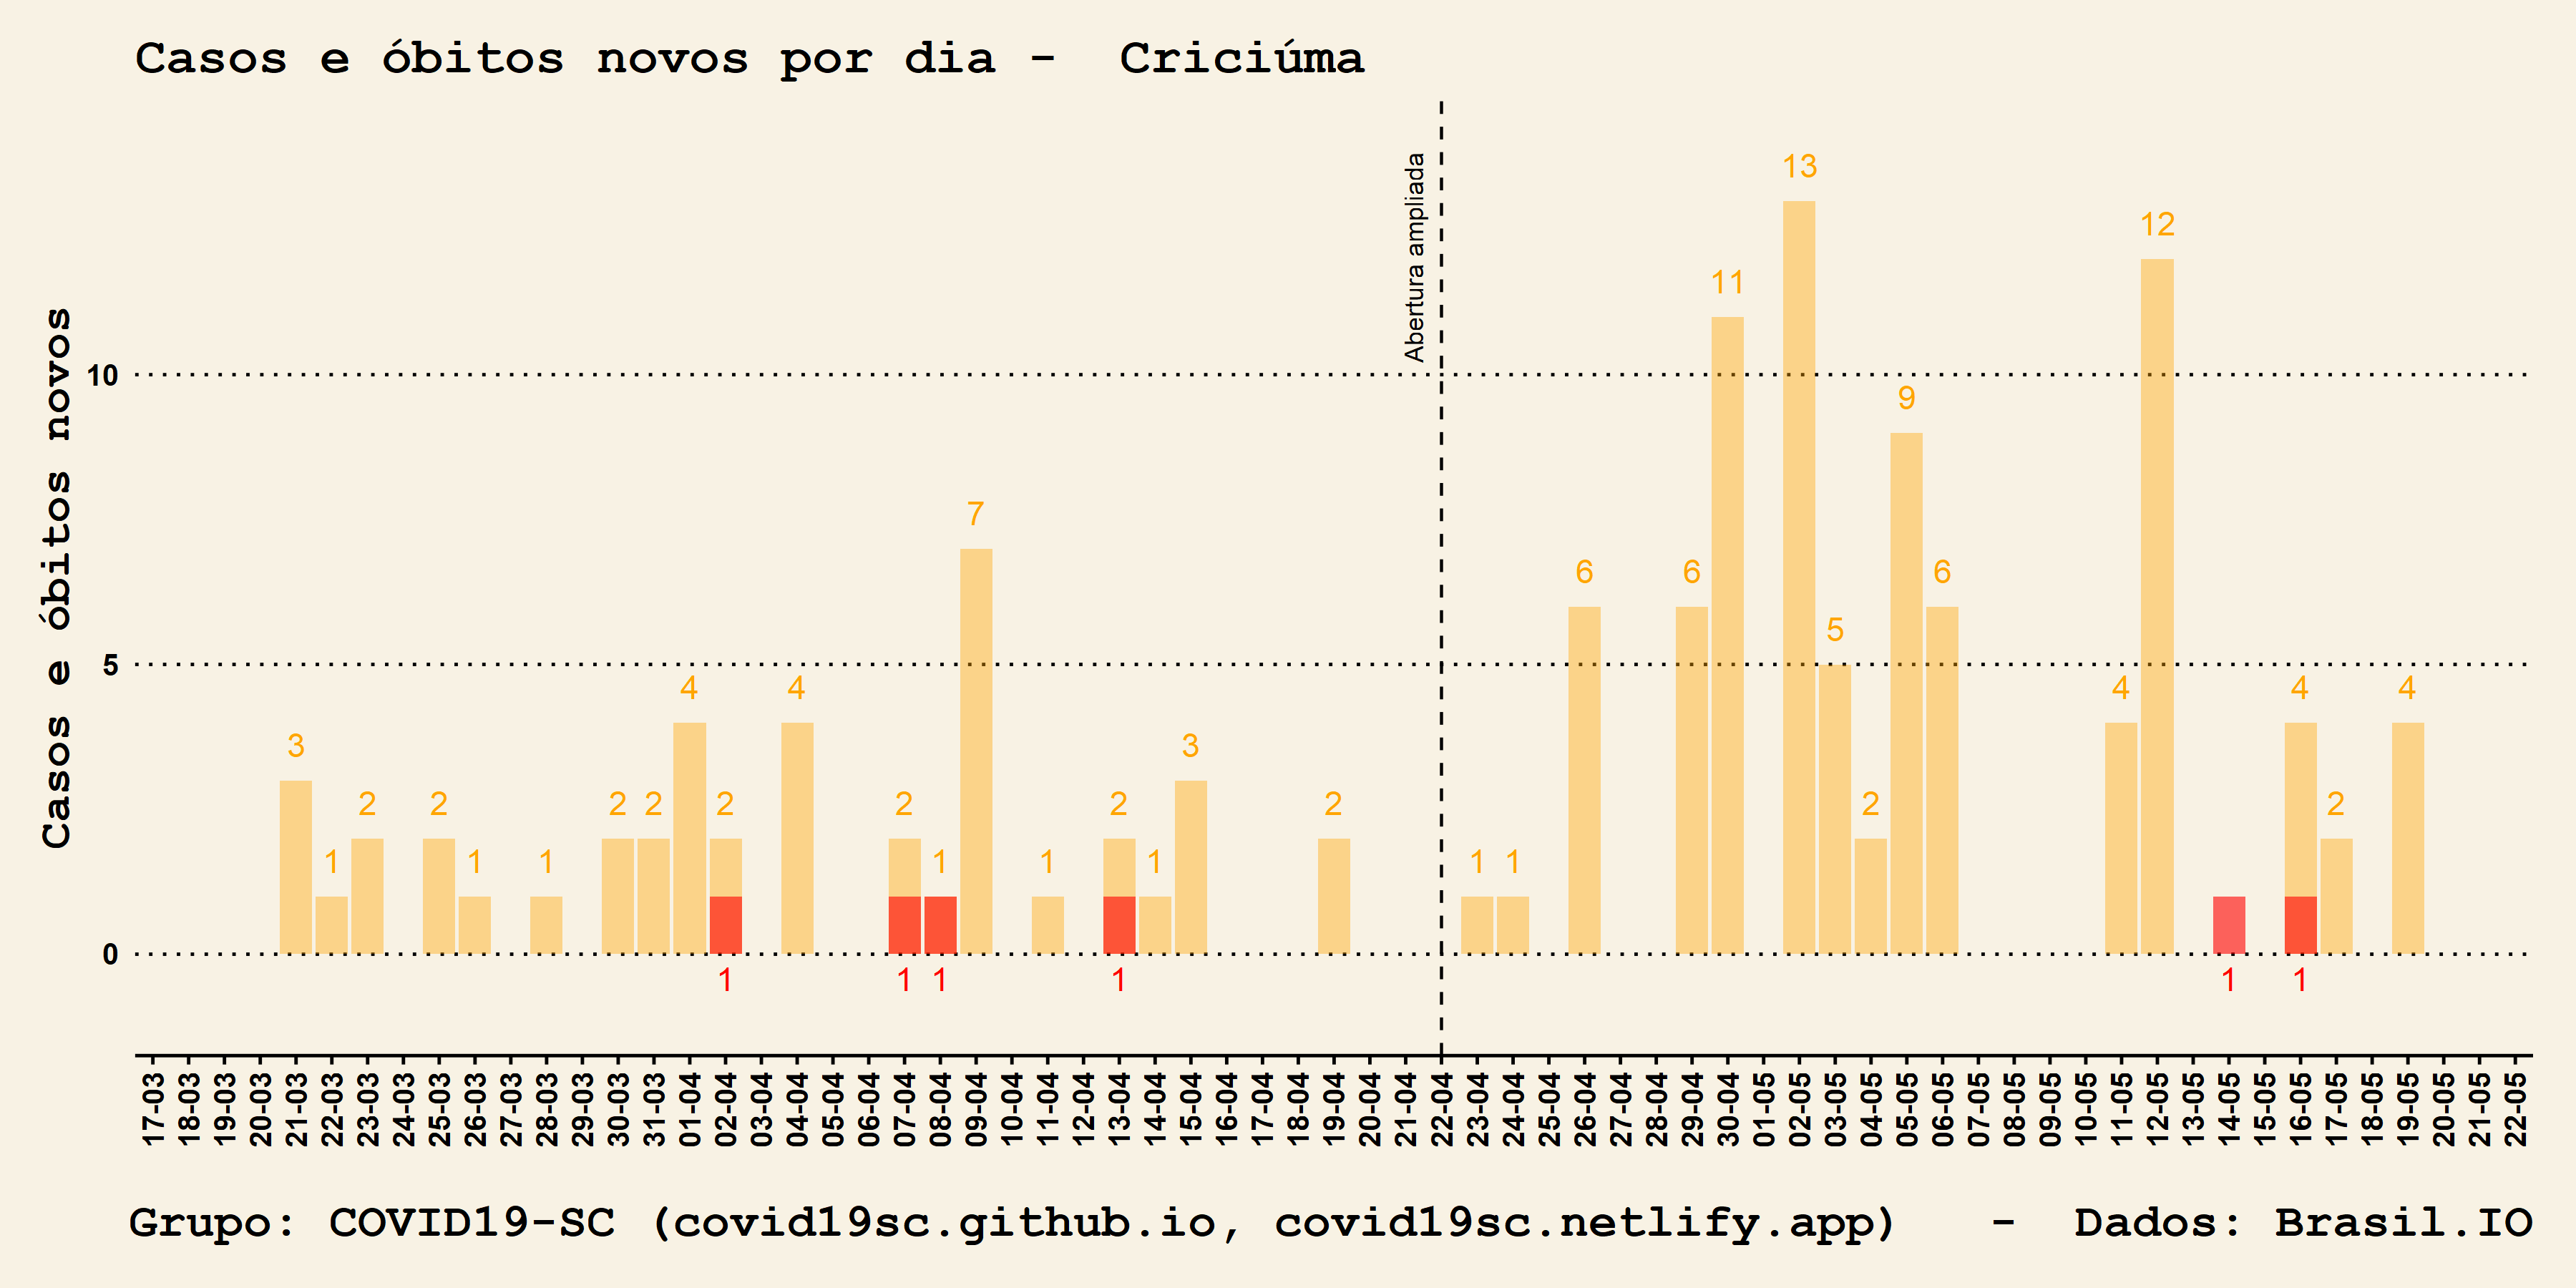 Casos e óbitos novos por dia -  Criciúma
Casos e óbitos novos
Abertura ampliada
13
12
11
10
9
7
6 6 6
5
5
4 4 4 4 4
3 3
2 2 2 2 2 2 2 2 2 2
1 1 1 1 1 1 1 1
0
1 1 1 1 1 1
17-03 18-03 19-03 20-03 21-03 22-03 23-03 24-03 25-03 26-03 27-03 28-03 29-03 30-03 31-03 01-04 02-04 03-04 04-04 05-04 06-04 07-04 08-04 09-04 10-04 11-04 12-04 13-04 14-04 15-04 16-04 17-04 18-04 19-04 20-04 21-04 22-04 23-04 24-04 25-04 26-04 27-04 28-04 29-04 30-04 01-05 02-05 03-05 04-05 05-05 06-05 07-05 08-05 09-05 10-05 11-05 12-05 13-05 14-05 15-05 16-05 17-05 18-05 19-05 20-05 21-05 22-05
Grupo: COVID19-SC (covid19sc.github.io, covid19sc.netlify.app)   -  Dados: Brasil.IO